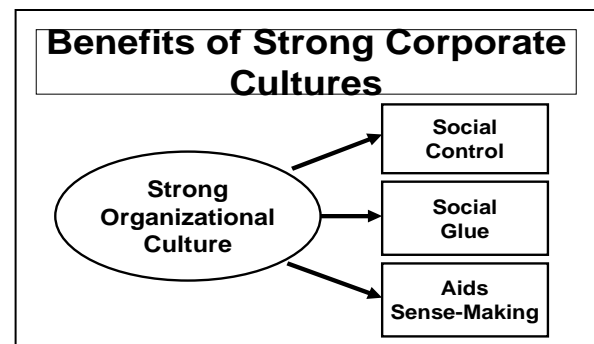 Benefits of Strong Corporate
Cultures
Strong
Organizational
Culture
Social
Control
Social
Glue
Aids
Sense-Making